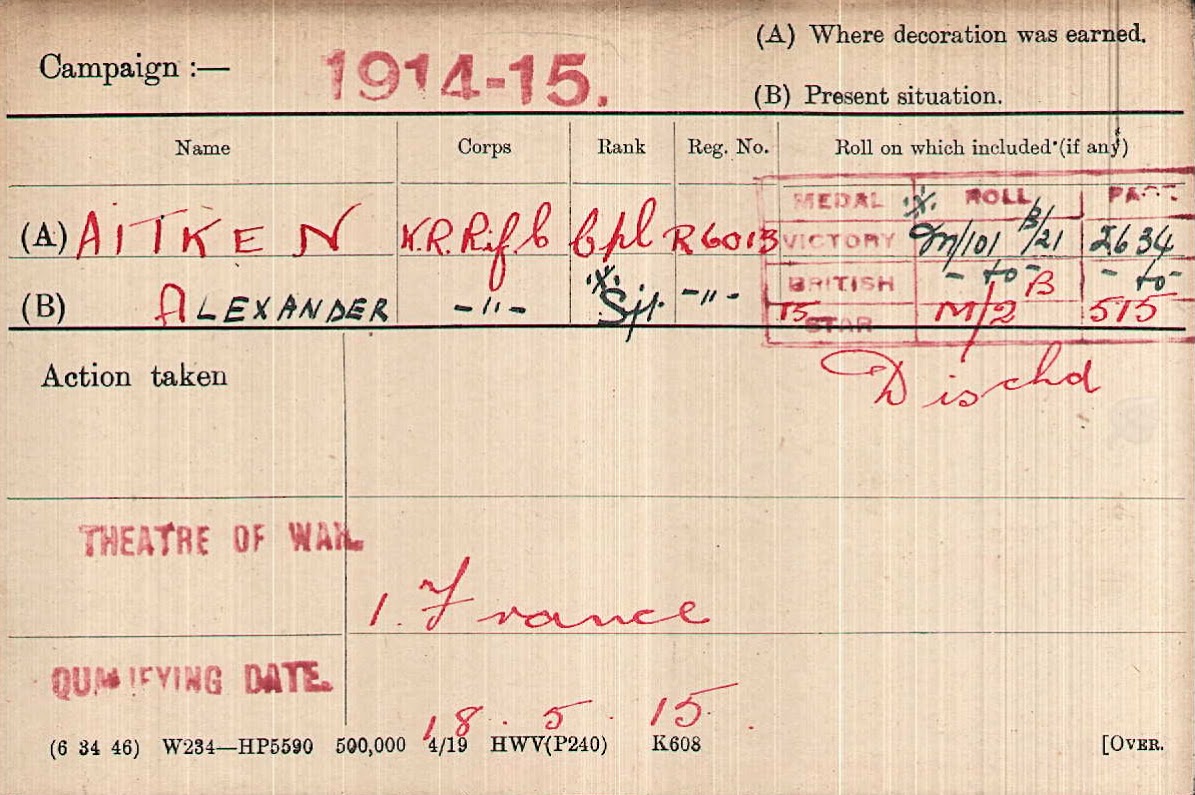 (A) Where decoration was earned.
Campaign :— 1914-15.
(B) Present situation.
Name Corps Rank Reg. No. Roll on which included (if any)
MEDAL ·X· ROLL PAGE
(A) AITKEN K.R.Rif.C Cpl R6013 VICTORY M/101 B/21 2634
BRITISH - do - B - do -
(B) ALEXANDER -"- ·X· Sjt -"- 15 STAR M/2 515
Dischd
Action taken
THEATRE OF WAR.
1. France
QUALIFYING DATE.
18. 5. 15.
(6 34 46) W234—HP5590 500,000 4/19 HWV(P240) K608 [OVER.